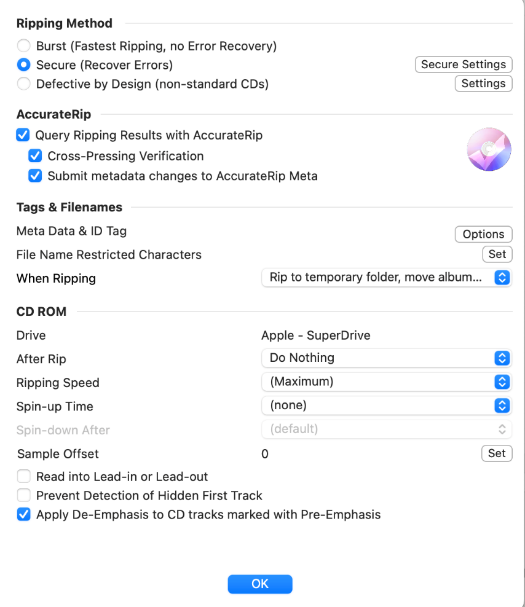 Ripping Method
Burst (Fastest Ripping, no Error Recovery)
Secure (Recover Errors)
Secure Settings
Defective by Design (non-standard CDs)
Settings
AccurateRip
Query Ripping Results with AccurateRip
Cross-Pressing Verification
Submit metadata changes to AccurateRip Meta
Tags & Filenames
Meta Data & ID Tag
Options
File Name Restricted Characters
Set
When Ripping
Rip to temporary folder, move album...
CD ROM
Drive
Apple - SuperDrive
After Rip
Do Nothing
Ripping Speed
(Maximum)
Spin-up Time
(none)
Spin-down After
(default)
Sample Offset
0
Set
Read into Lead-in or Lead-out
Prevent Detection of Hidden First Track
Apply De-Emphasis to CD tracks marked with Pre-Emphasis
OK